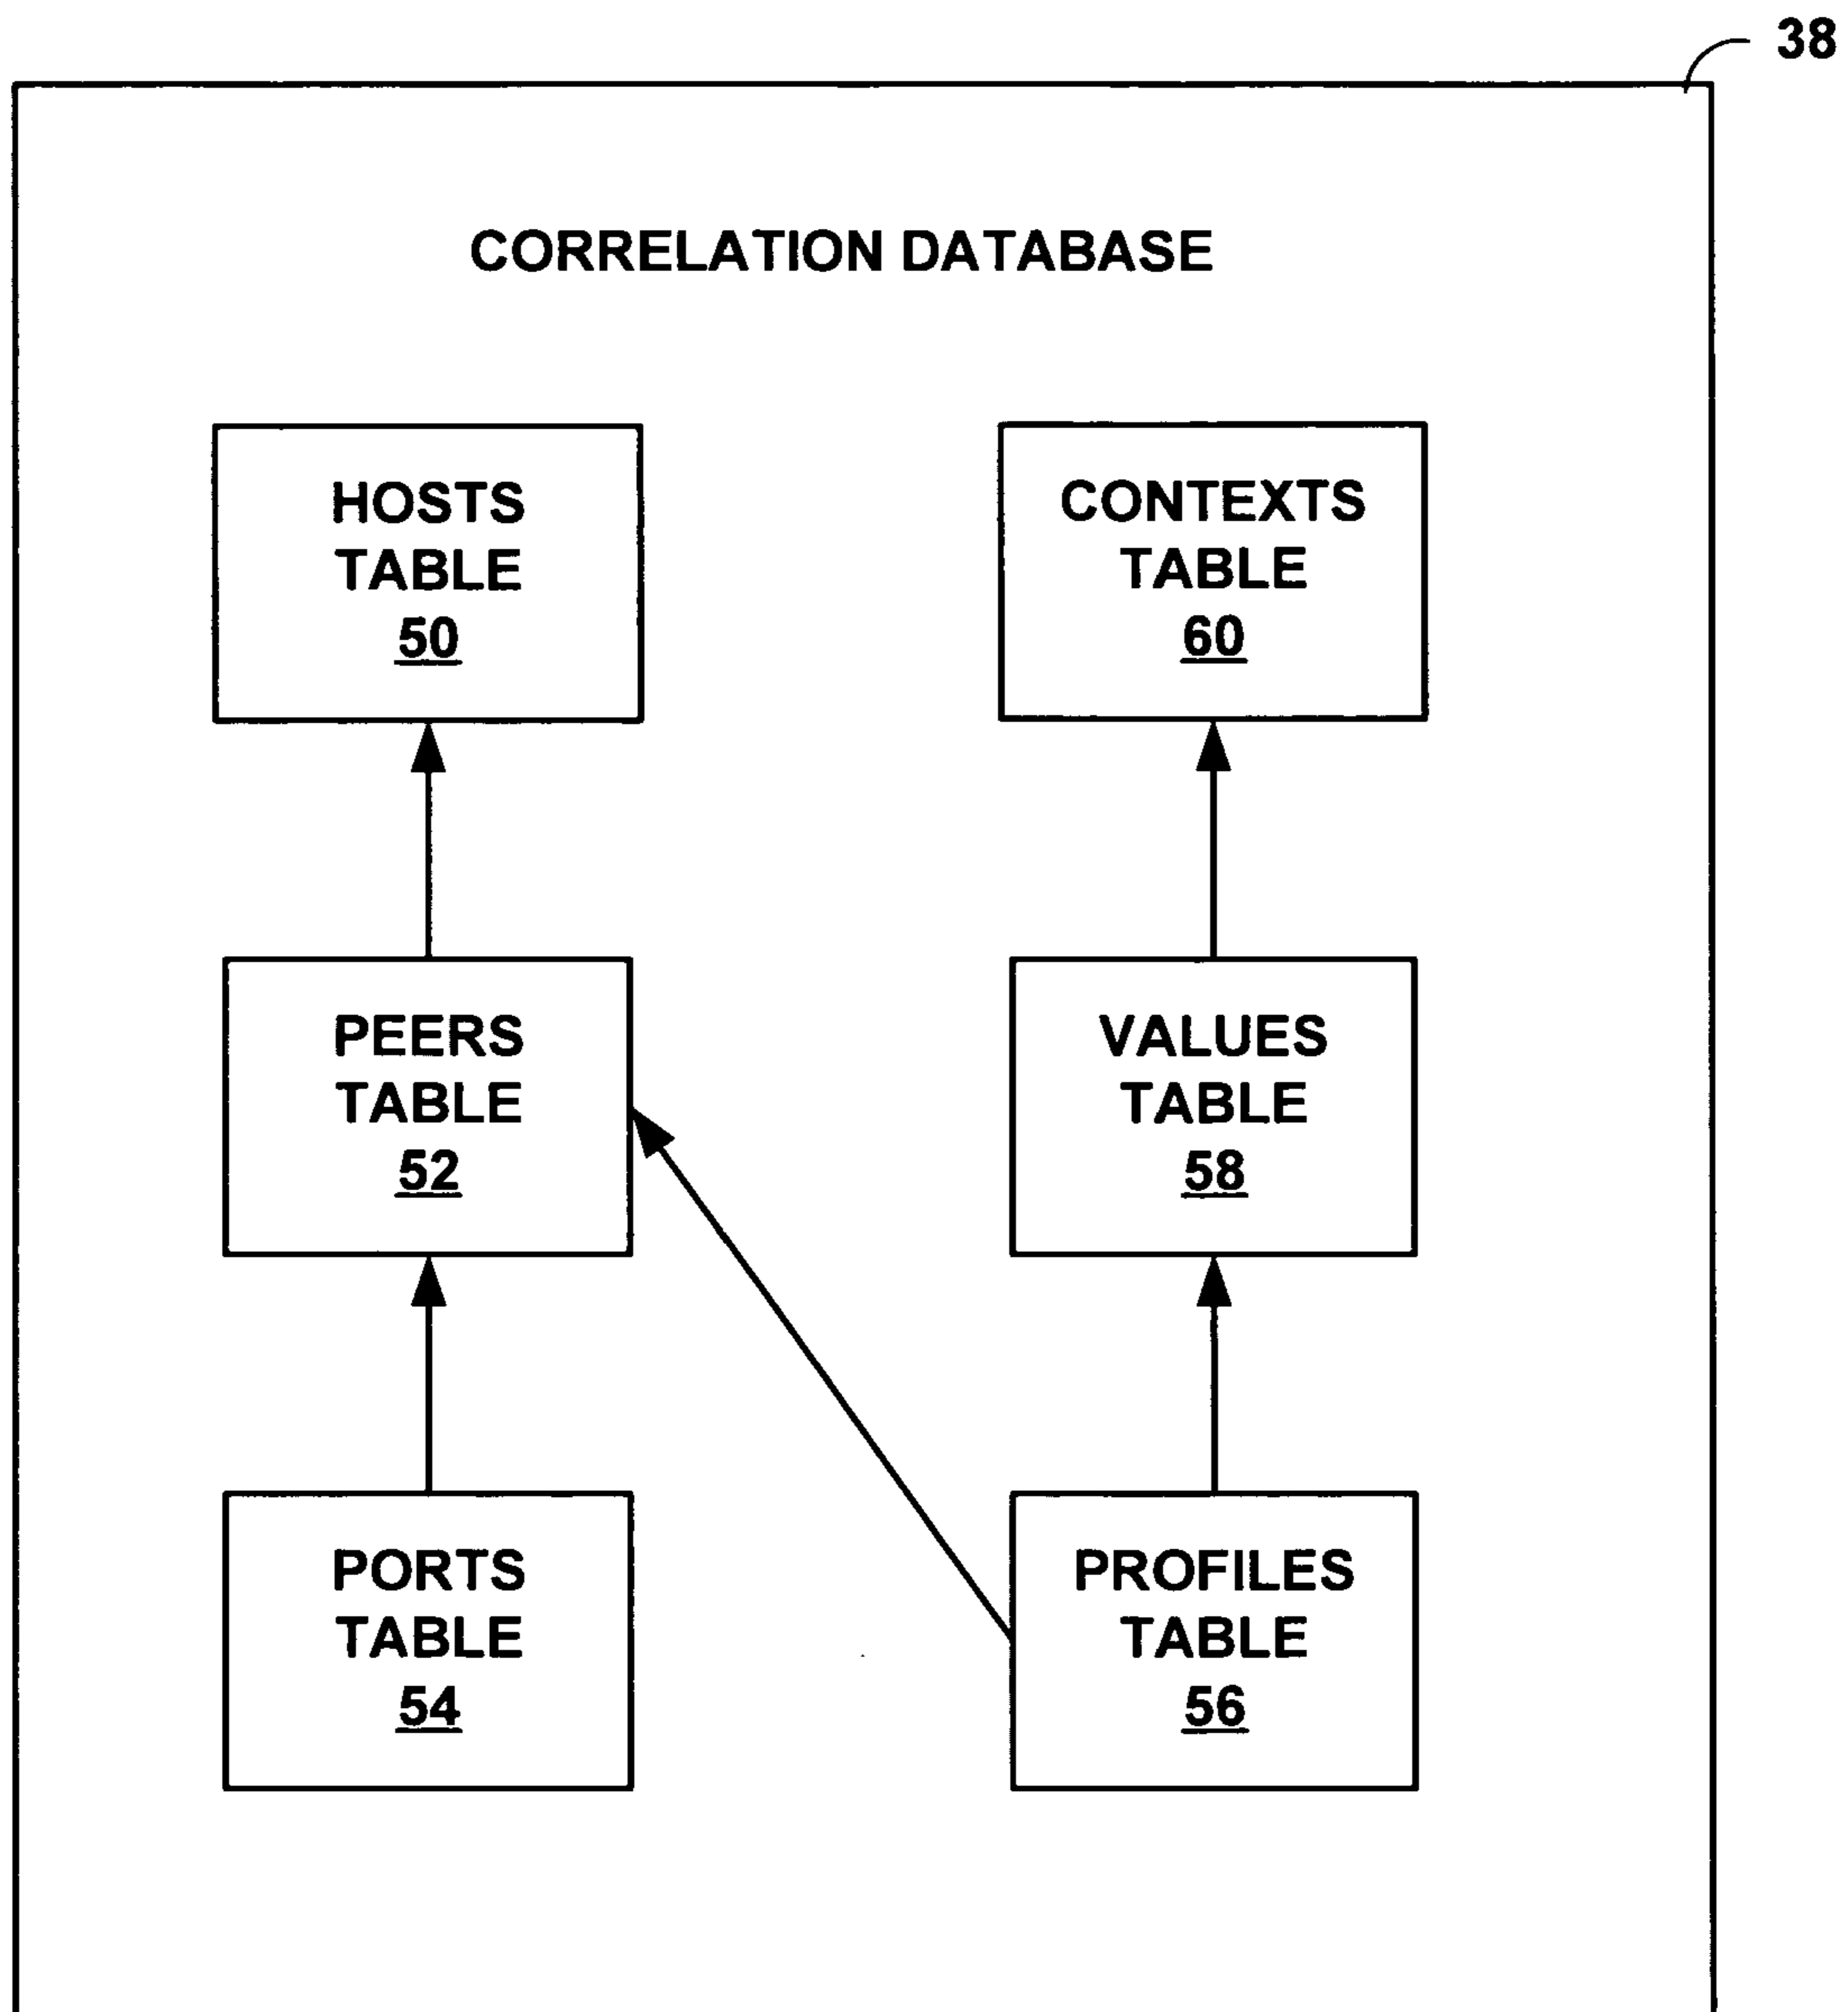 38
CORRELATION DATABASE
HOSTS
TABLE
50
CONTEXTS
TABLE
60
PEERS
TABLE
52
VALUES
TABLE
58
PORTS
TABLE
54
PROFILES
TABLE
56